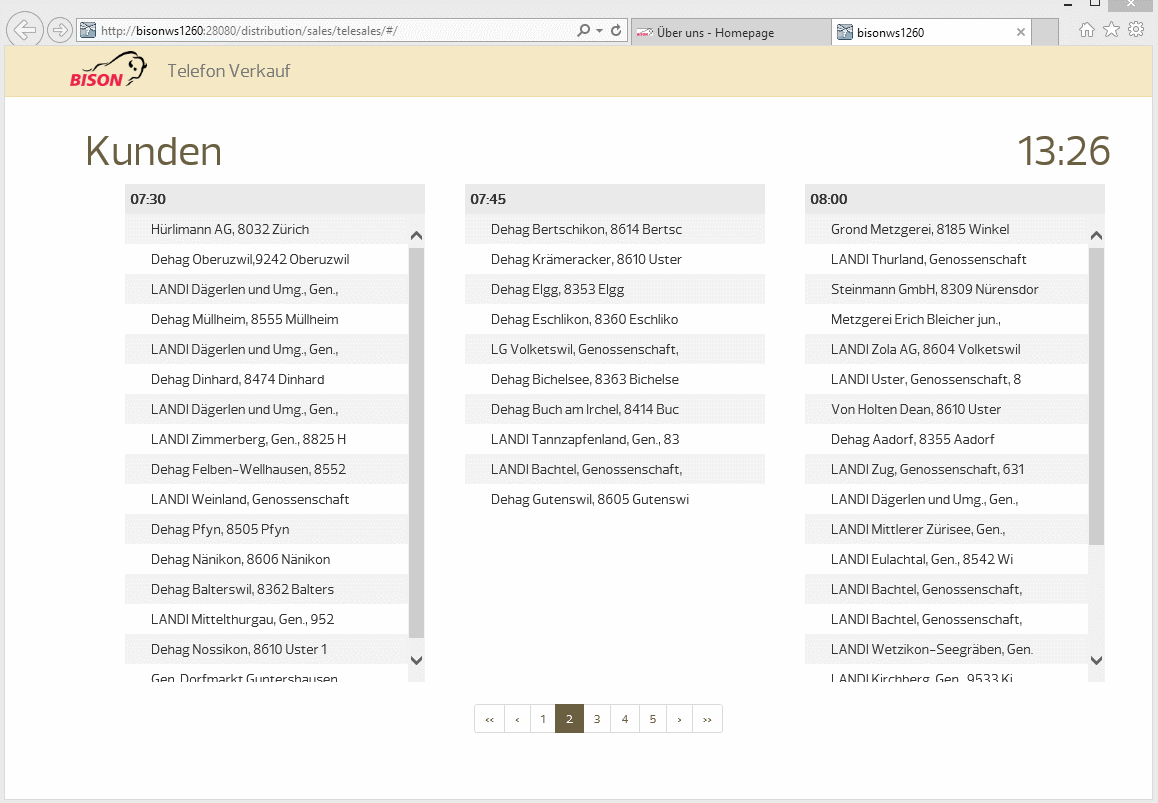 http://bisonws1260:28080/distribution/sales/telesales/#/
Über uns - Homepage
bisonws1260
BISON
Telefon Verkauf
Kunden
13:26
07:30
Hürlimann AG, 8032 Zürich
Dehag Oberuzwil,9242 Oberuzwil
LANDI Dägerlen und Umg., Gen.,
Dehag Müllheim, 8555 Müllheim
LANDI Dägerlen und Umg., Gen.,
Dehag Dinhard, 8474 Dinhard
LANDI Dägerlen und Umg., Gen.,
LANDI Zimmerberg, Gen., 8825 H
Dehag Felben-Wellhausen, 8552
LANDI Weinland, Genossenschaft
Dehag Pfyn, 8505 Pfyn
Dehag Nänikon, 8606 Nänikon
Dehag Balterswil, 8362 Balters
LANDI Mittelthurgau, Gen., 952
Dehag Nossikon, 8610 Uster 1
Gen. Dorfmarkt Guntershausen
07:45
Dehag Bertschikon, 8614 Bertsc
Dehag Krämeracker, 8610 Uster
Dehag Elgg, 8353 Elgg
Dehag Eschlikon, 8360 Eschliko
LG Volketswil, Genossenschaft,
Dehag Bichelsee, 8363 Bichelse
Dehag Buch am Irchel, 8414 Buc
LANDI Tannzapfenland, Gen., 83
LANDI Bachtel, Genossenschaft,
Dehag Gutenswil, 8605 Gutenswi
08:00
Grond Metzgerei, 8185 Winkel
LANDI Thurland, Genossenschaft
Steinmann GmbH, 8309 Nürensdor
Metzgerei Erich Bleicher jun.,
LANDI Zola AG, 8604 Volketswil
LANDI Uster, Genossenschaft, 8
Von Holten Dean, 8610 Uster
Dehag Aadorf, 8355 Aadorf
LANDI Zug, Genossenschaft, 631
LANDI Dägerlen und Umg., Gen.,
LANDI Mittlerer Zürisee, Gen.,
LANDI Eulachtal, Gen., 8542 Wi
LANDI Bachtel, Genossenschaft,
LANDI Bachtel, Genossenschaft,
LANDI Wetzikon-Seegräben, Gen.
LANDI Kirchberg, Gen., 9533 Ki
‹‹ ‹ 1 2 3 4 5 › ››